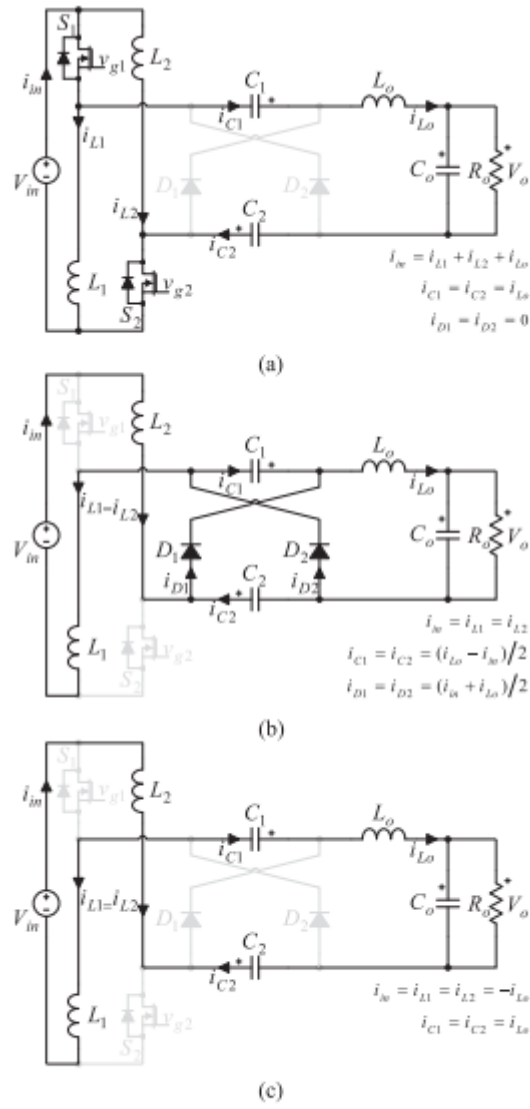 S1
vg1
L2
C1
Lo
iin
iC1
iLo
iL1
Vin
D1
D2
Co
Ro
Vo
iL2
C2
iC2
L1
vg2
S2
iin = iL1 + iL2 + iLo
iC1 = iC2 = iLo
iD1 = iD2 = 0
(a)
S1
vg1
L2
C1
Lo
iin
iC1
iLo
iL1=iL2
Vin
D1
D2
Co
Ro
Vo
iD1
C2
iD2
iC2
L1
vg2
S2
iin = iL1 = iL2
iC1 = iC2 = (iLo − iin)/2
iD1 = iD2 = (iin + iLo)/2
(b)
S1
vg1
L2
C1
Lo
iin
iC1
iLo
iL1=iL2
Vin
D1
D2
Co
Ro
Vo
C2
iC2
L1
vg2
S2
iin = iL1 = iL2 = −iLo
iC1 = iC2 = iLo
(c)